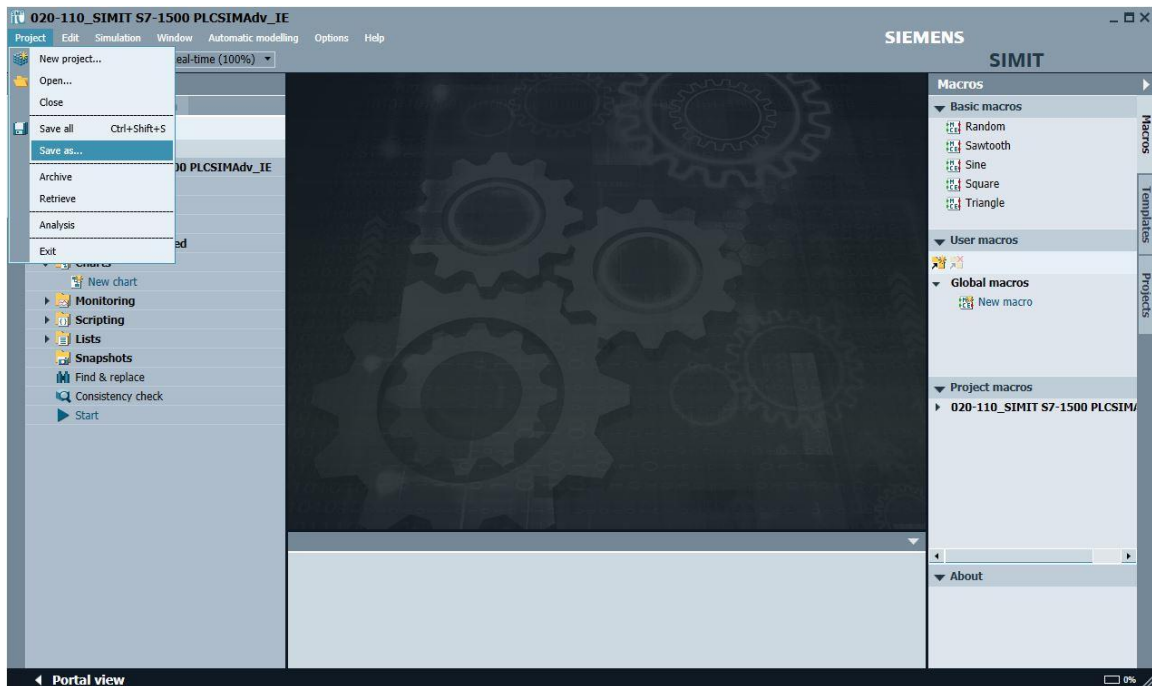 020-110_SIMIT S7-1500 PLCSIMAdv_IE
Project Edit Simulation Window Automatic modelling Options Help
SIEMENS
SIMIT
eal-time (100%)
New project...
Open...
Close
Save all Ctrl+Shift+S
Save as...
Archive
Retrieve
Analysis
Exit
00 PLCSIMAdv_IE
ed
Charts
New chart
Monitoring
Scripting
Lists
Snapshots
Find & replace
Consistency check
Start
Macros
Basic macros
Random
Sawtooth
Sine
Square
Triangle
User macros
Global macros
New macro
Project macros
020-110_SIMIT S7-1500 PLCSIM
About
Macros
Templates
Projects
Portal view
0%